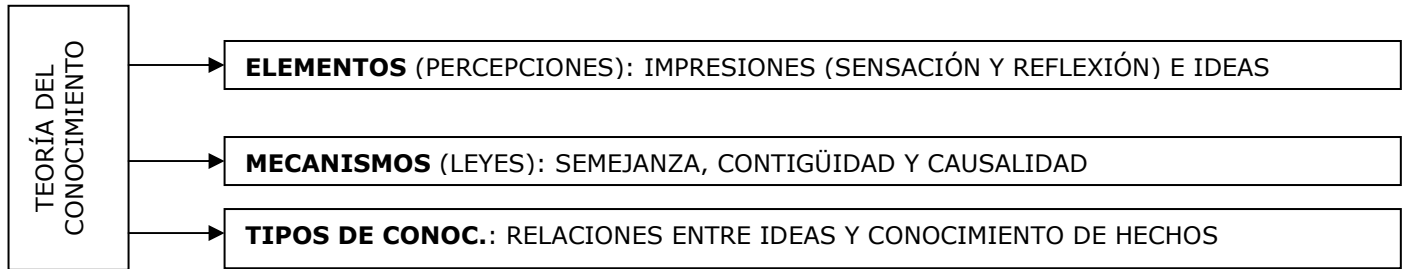 TEORÍA DEL
CONOCIMIENTO
ELEMENTOS (PERCEPCIONES): IMPRESIONES (SENSACIÓN Y REFLEXIÓN) E IDEAS
MECANISMOS (LEYES): SEMEJANZA, CONTIGÜIDAD Y CAUSALIDAD
TIPOS DE CONOC.: RELACIONES ENTRE IDEAS Y CONOCIMIENTO DE HECHOS